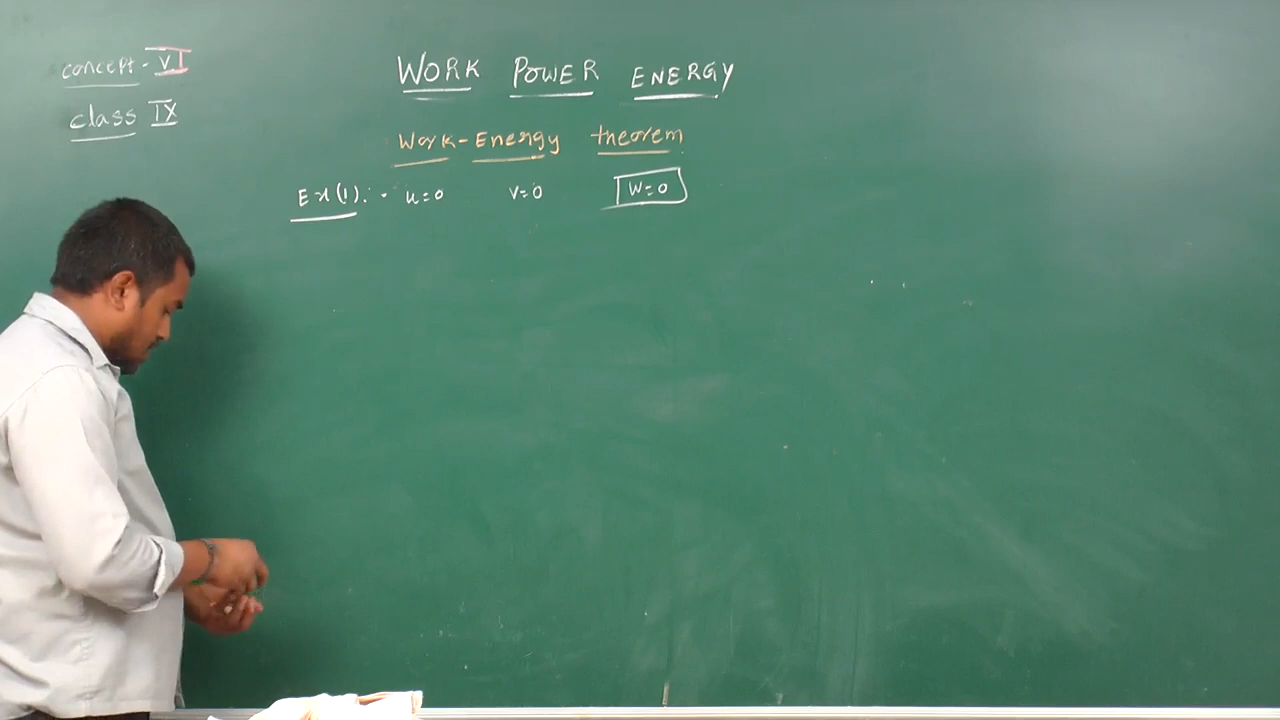 concept - VI
class IX
WORK POWER ENERGY
Work-Energy theorem
Ex(1):- u=0 v=0 W=0